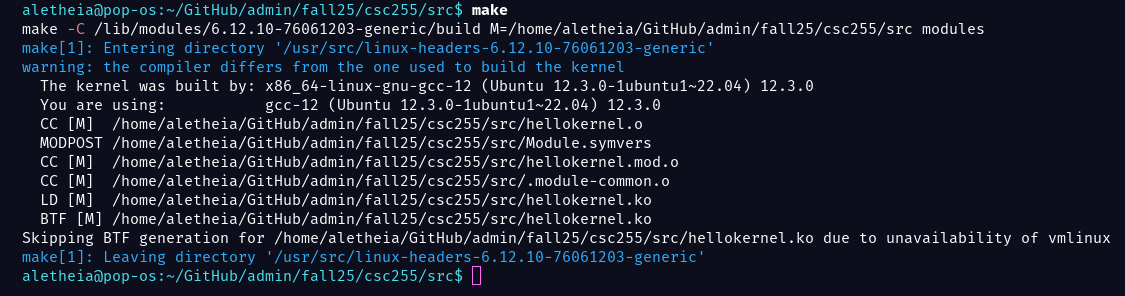 aletheia@pop-os:~/GitHub/admin/fall25/csc255/src$ make
make -C /lib/modules/6.12.10-76061203-generic/build M=/home/aletheia/GitHub/admin/fall25/csc255/src modules
make[1]: Entering directory '/usr/src/linux-headers-6.12.10-76061203-generic'
warning: the compiler differs from the one used to build the kernel
  The kernel was built by: x86_64-linux-gnu-gcc-12 (Ubuntu 12.3.0-1ubuntu1~22.04) 12.3.0
  You are using:           gcc-12 (Ubuntu 12.3.0-1ubuntu1~22.04) 12.3.0
  CC [M]  /home/aletheia/GitHub/admin/fall25/csc255/src/hellokernel.o
  MODPOST /home/aletheia/GitHub/admin/fall25/csc255/src/Module.symvers
  CC [M]  /home/aletheia/GitHub/admin/fall25/csc255/src/hellokernel.mod.o
  CC [M]  /home/aletheia/GitHub/admin/fall25/csc255/src/.module-common.o
  LD [M]  /home/aletheia/GitHub/admin/fall25/csc255/src/hellokernel.ko
  BTF [M] /home/aletheia/GitHub/admin/fall25/csc255/src/hellokernel.ko
Skipping BTF generation for /home/aletheia/GitHub/admin/fall25/csc255/src/hellokernel.ko due to unavailability of vmlinux
make[1]: Leaving directory '/usr/src/linux-headers-6.12.10-76061203-generic'
aletheia@pop-os:~/GitHub/admin/fall25/csc255/src$